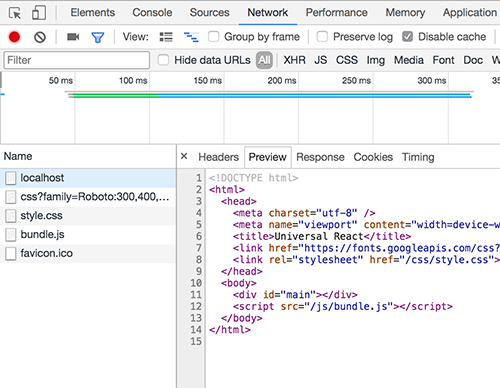 Elements Console Sources Network Performance Memory Application
View: Group by frame Preserve log Disable cache
Filter Hide data URLs All XHR JS CSS Img Media Font Doc
50 ms 100 ms 150 ms 200 ms 250 ms 300 ms
Name
localhost
css?family=Roboto:300,400,...
style.css
bundle.js
favicon.ico
× Headers Preview Response Cookies Timing
1 <!DOCTYPE html>
2 <html>
3 <head>
4 <meta charset="utf-8" />
5 <meta name="viewport" content="width=device-w
6 <title>Universal React</title>
7 <link href="https://fonts.googleapis.com/css?
8 <link rel="stylesheet" href="/css/style.css">
9 </head>
10 <body>
11 <div id="main"></div>
12 <script src="/js/bundle.js"></script>
13 </body>
14 </html>
15